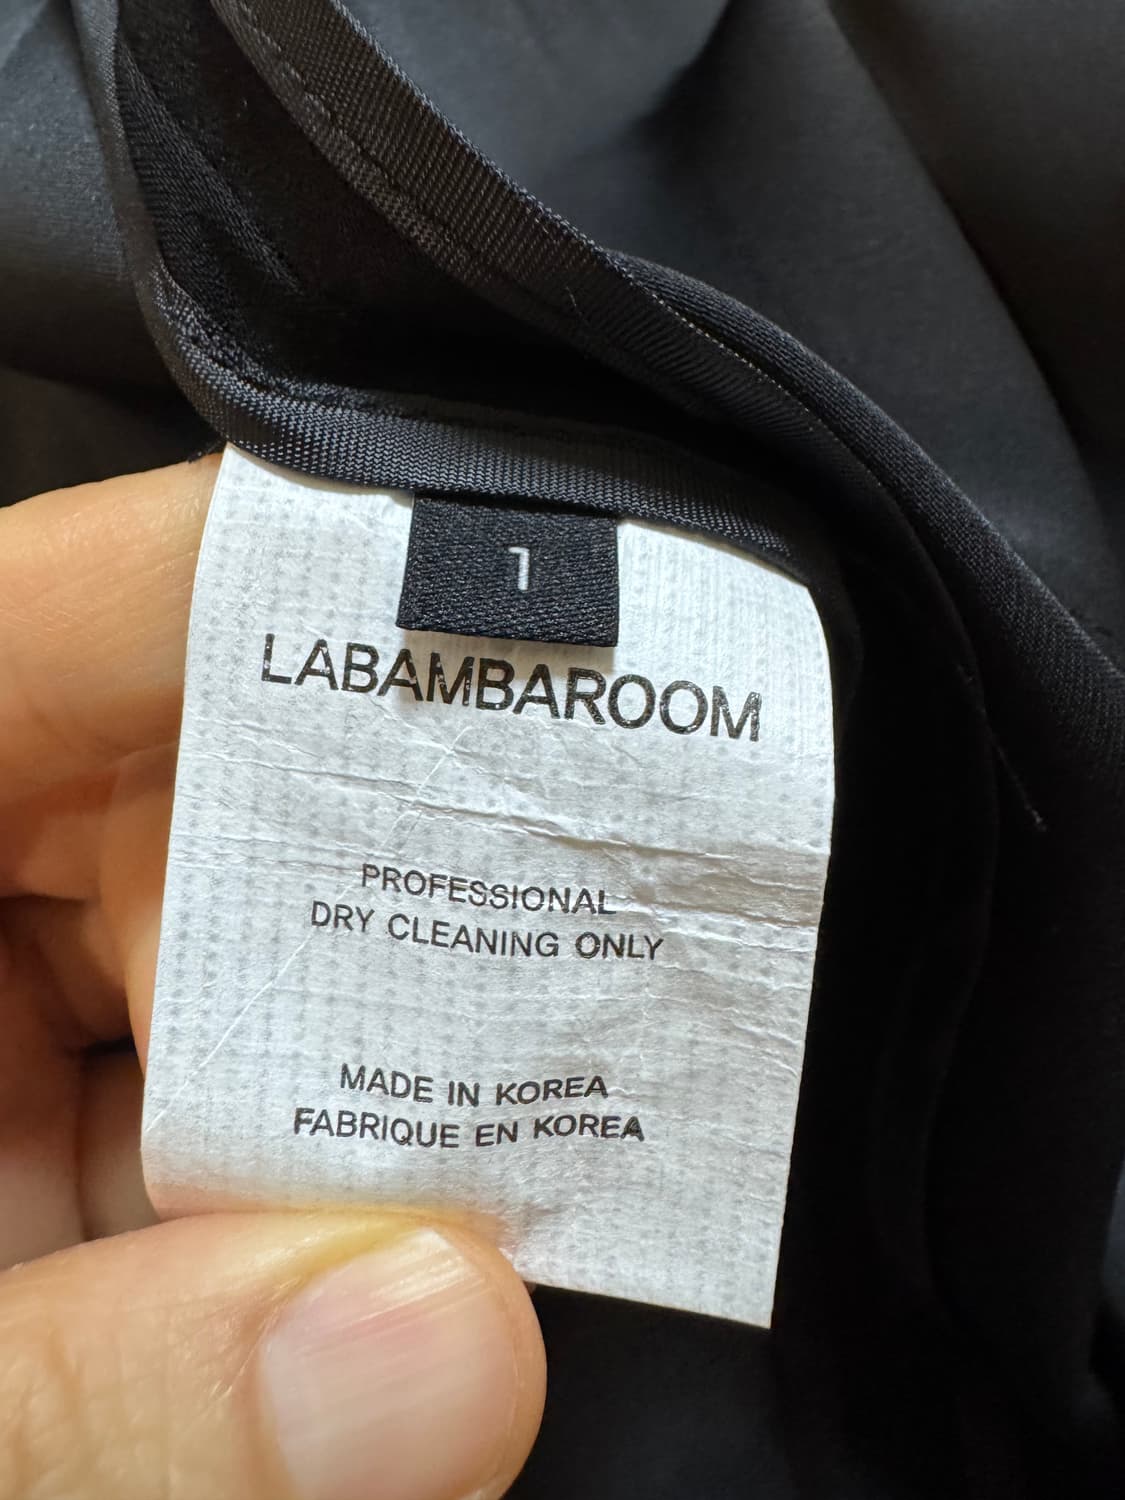 1
LABAMBAROOM
PROFESSIONAL
DRY CLEANING ONLY
MADE IN KOREA
FABRIQUE EN KOREA